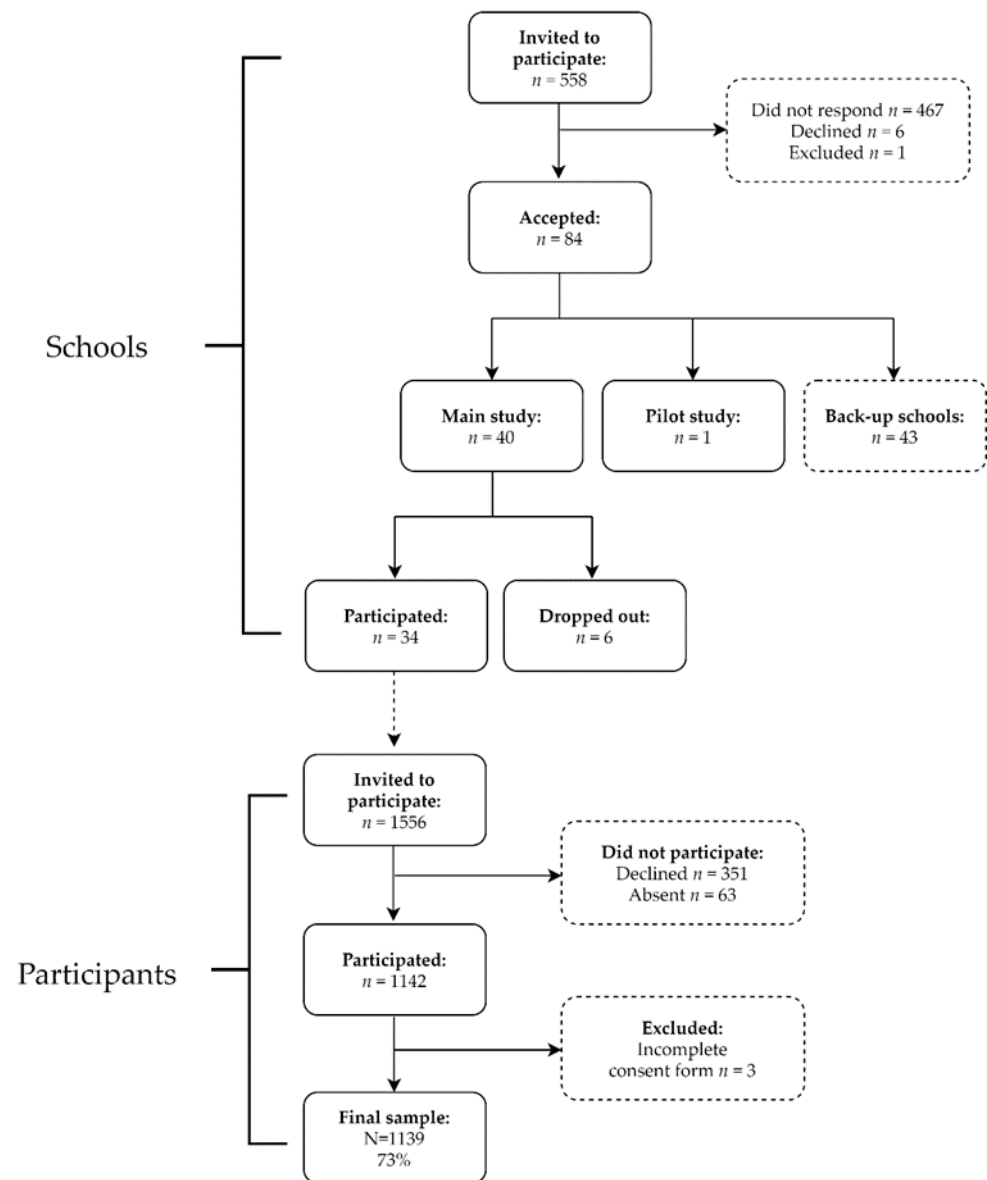 Invited to
participate:
n = 558
Did not respond n = 467
Declined n = 6
Excluded n = 1
Accepted:
n = 84
Schools
Main study:
n = 40
Pilot study:
n = 1
Back-up schools:
n = 43
Participated:
n = 34
Dropped out:
n = 6
Invited to
participate:
n = 1556
Did not participate:
Declined n = 351
Absent n = 63
Participants
Participated:
n = 1142
Excluded:
Incomplete
consent form n = 3
Final sample:
N=1139
73%